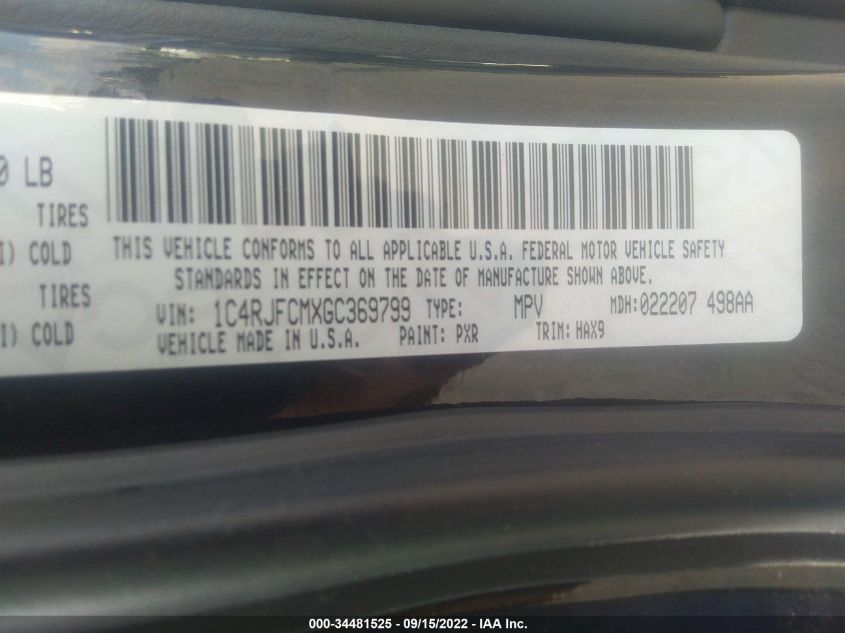 0 LB
TIRES
I) COLD
TIRES
I) COLD
THIS VEHICLE CONFORMS TO ALL APPLICABLE U.S.A. FEDERAL MOTOR VEHICLE SAFETY
STANDARDS IN EFFECT ON THE DATE OF MANUFACTURE SHOWN ABOVE.
VIN: 1C4RJFCMXGC369799 TYPE: MPV MDH:022207 498AA
VEHICLE MADE IN U.S.A. PAINT: PXR TRIM: HAX9
000-34481525 - 09/15/2022 - IAA Inc.